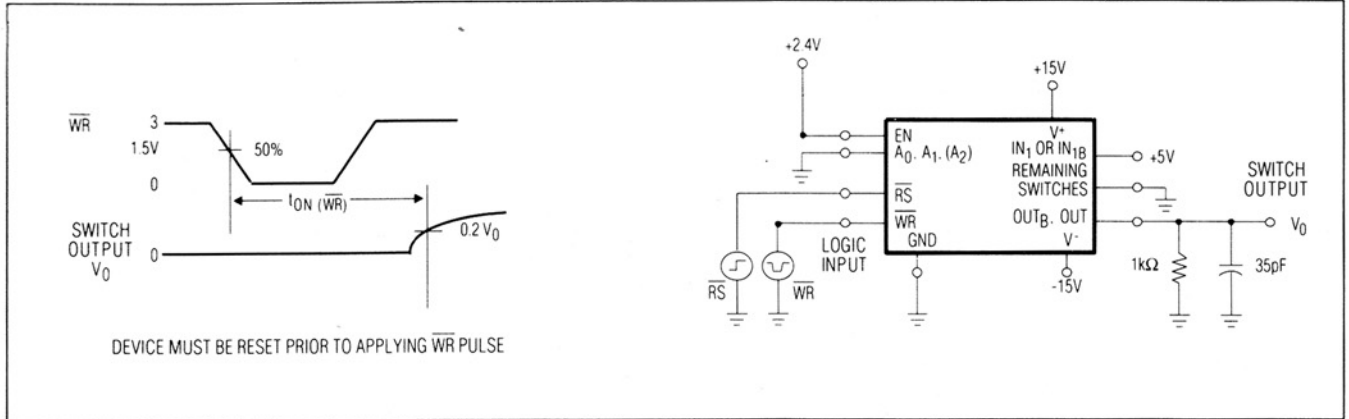 WR
3
1.5V
50%
0
tON (WR)
SWITCH
OUTPUT
V0
0
0.2 V0
DEVICE MUST BE RESET PRIOR TO APPLYING WR PULSE
+2.4V
+15V
EN
A0, A1, (A2)
RS
WR
GND
V+
IN1 OR IN1B
REMAINING
SWITCHES
OUTB, OUT
V-
+5V
SWITCH
OUTPUT
V0
LOGIC
INPUT
RS
WR
-15V
1kΩ
35pF